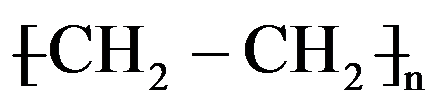 -[CH₂ – CH₂]-ₙ